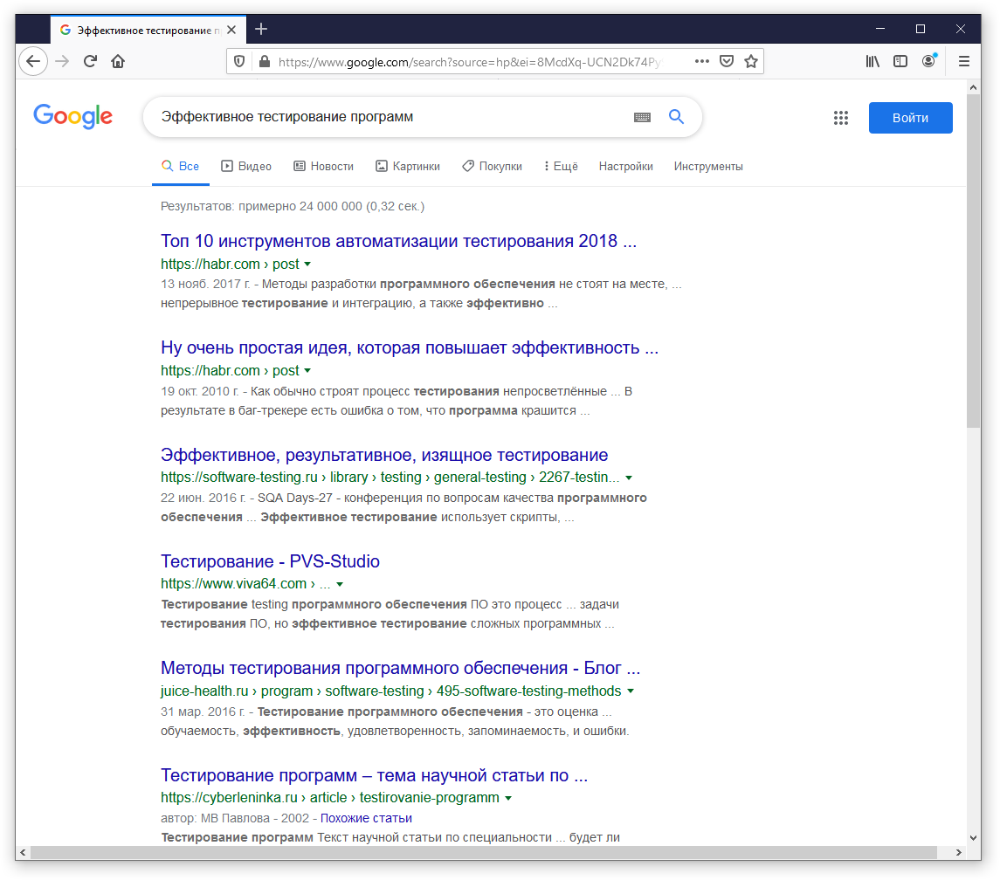 Эффективное тестирование п
https://www.google.com/search?source=hp&ei=8McdXq-UCN2Dk74Py
Google
Эффективное тестирование программ
Войти
Все Видео Новости Картинки Покупки Ещё Настройки Инструменты
Результатов: примерно 24 000 000 (0,32 сек.)
Топ 10 инструментов автоматизации тестирования 2018 ...
https://habr.com › post
13 нояб. 2017 г. - Методы разработки программного обеспечения не стоят на месте, ...
непрерывное тестирование и интеграцию, а также эффективно ...
Ну очень простая идея, которая повышает эффективность ...
https://habr.com › post
19 окт. 2010 г. - Как обычно строят процесс тестирования непросветлённые ... В
результате в баг-трекере есть ошибка о том, что программа крашится ...
Эффективное, результативное, изящное тестирование
https://software-testing.ru › library › testing › general-testing › 2267-testin...
22 июн. 2016 г. - SQA Days-27 - конференция по вопросам качества программного
обеспечения ... Эффективное тестирование использует скрипты, ...
Тестирование - PVS-Studio
https://www.viva64.com › ...
Тестирование testing программного обеспечения ПО это процесс ... задачи
тестирования ПО, но эффективное тестирование сложных программных ...
Методы тестирования программного обеспечения - Блог ...
juice-health.ru › program › software-testing › 495-software-testing-methods
31 мар. 2016 г. - Тестирование программного обеспечения - это оценка ...
обучаемость, эффективность, удовлетворенность, запоминаемость, и ошибки.
Тестирование программ – тема научной статьи по ...
https://cyberleninka.ru › article › testirovanie-programm
автор: МВ Павлова - 2002 - Похожие статьи
Тестирование программ Текст научной статьи по специальности ... будет ли